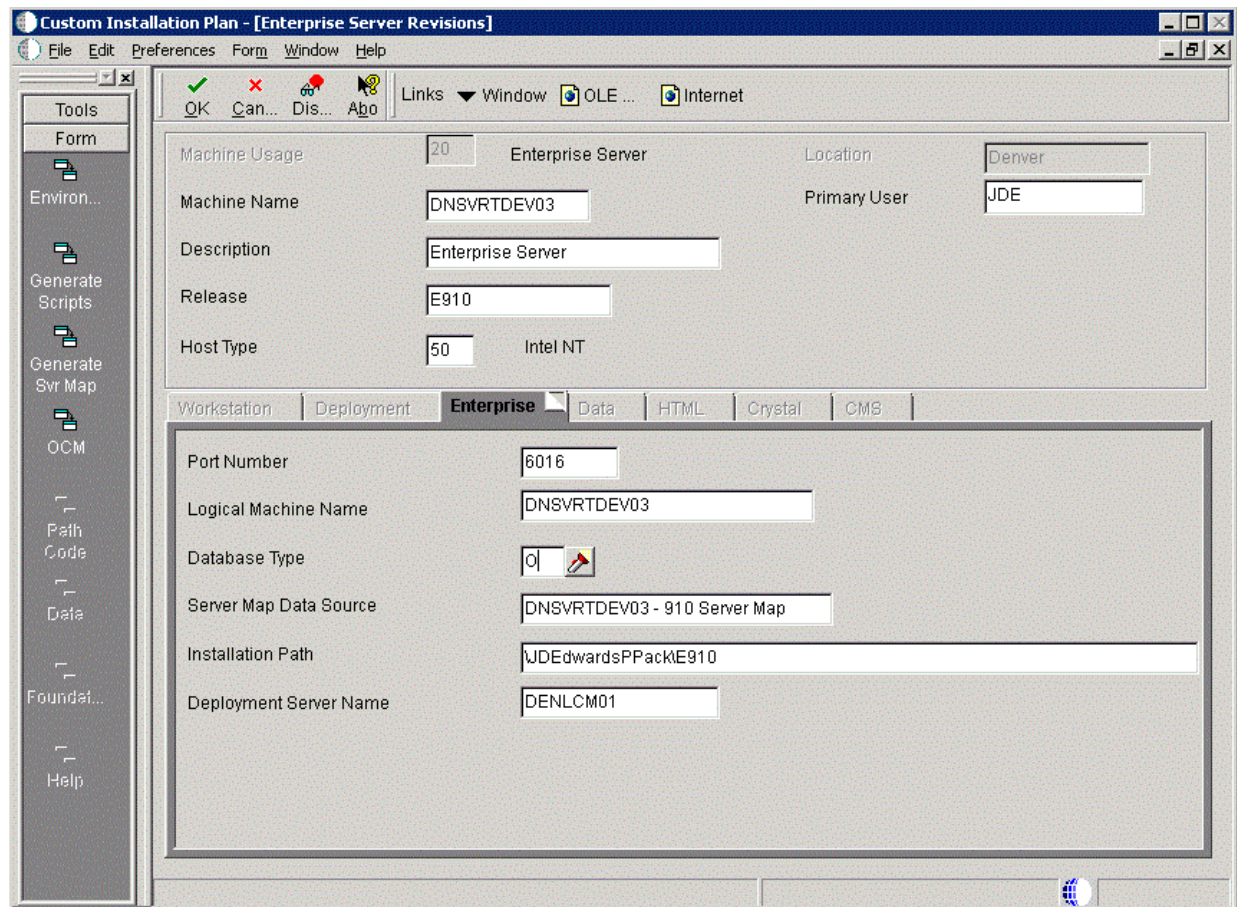 Custom Installation Plan - [Enterprise Server Revisions]
File Edit Preferences Form Window Help
OK Can... Dis... Abo Links Window OLE ... Internet
Tools
Form
Environ...
Generate
Scripts
Generate
Svr Map
OCM
Path
Code
Data
Foundat...
Help
Machine Usage 20 Enterprise Server Location Denver
Machine Name DNSVRTDEV03 Primary User JDE
Description Enterprise Server
Release E910
Host Type 50 Intel NT
Workstation Deployment Enterprise Data HTML Crystal CMS
Port Number 6016
Logical Machine Name DNSVRTDEV03
Database Type O
Server Map Data Source DNSVRTDEV03 - 910 Server Map
Installation Path \JDEdwardsPPack\E910
Deployment Server Name DENLCM01